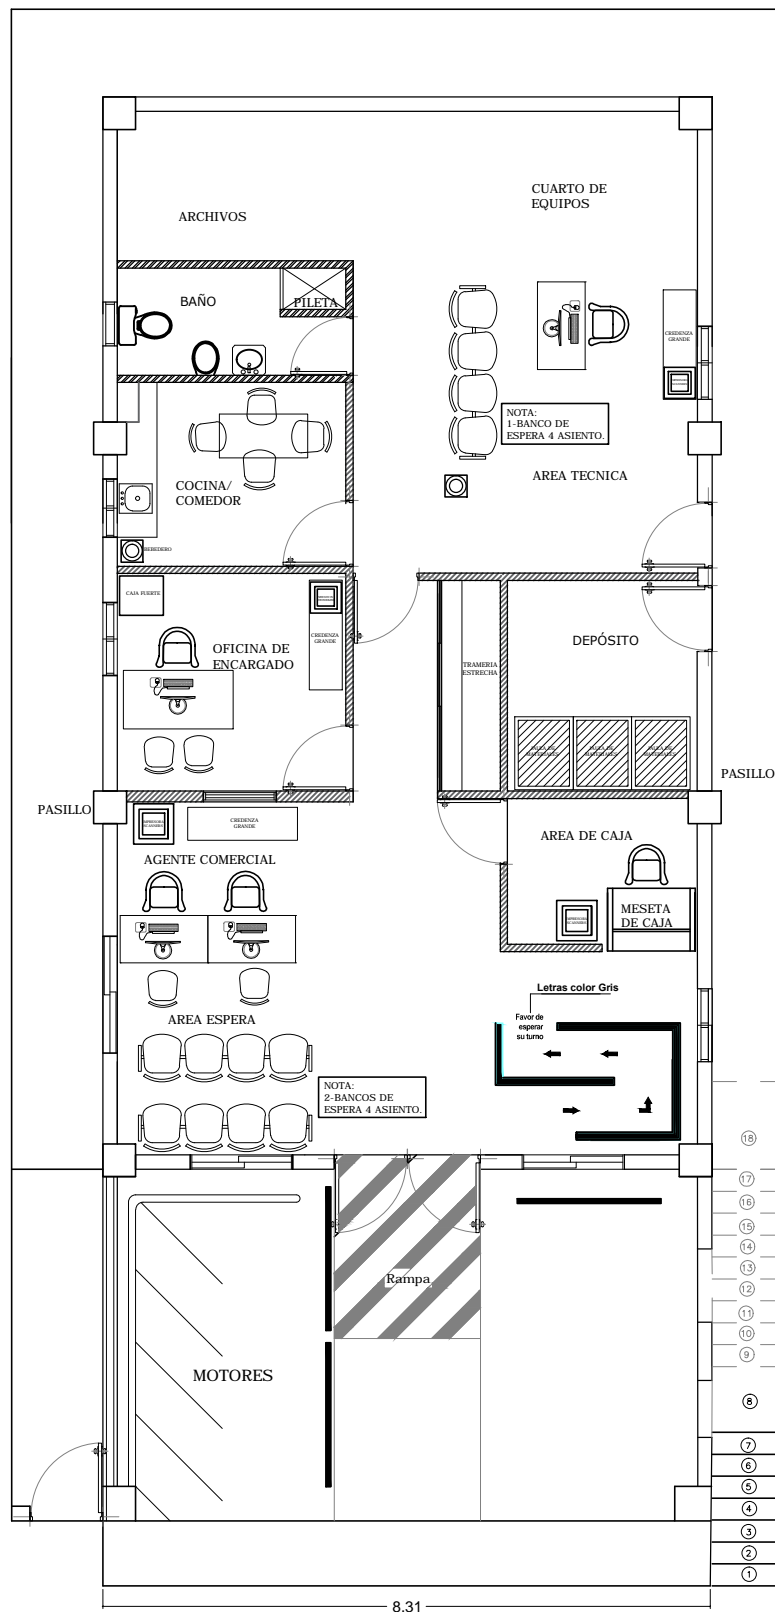 CUARTO DE
EQUIPOS
ARCHIVOS
BAÑO
PILETA
CREDENZA
GRANDE
NOTA:
1-BANCO DE
ESPERA 4 ASIENTO.
AREA TECNICA
COCINA/
COMEDOR
BEBEDERO
CAJA FUERTE
OFICINA DE
ENCARGADO
CREDENZA
GRANDE
DEPÓSITO
TRAMERIA
ESTRECHA
PASILLO
PASILLO
CREDENZA
GRANDE
AGENTE COMERCIAL
AREA DE CAJA
MESETA
DE CAJA
Letras color Gris
Favor de
esperar
su turno
AREA ESPERA
NOTA:
2-BANCOS DE
ESPERA 4 ASIENTO.
18
17
16
15
14
13
12
11
10
9
8
7
6
5
4
3
2
1
Rampa
MOTORES
8.31